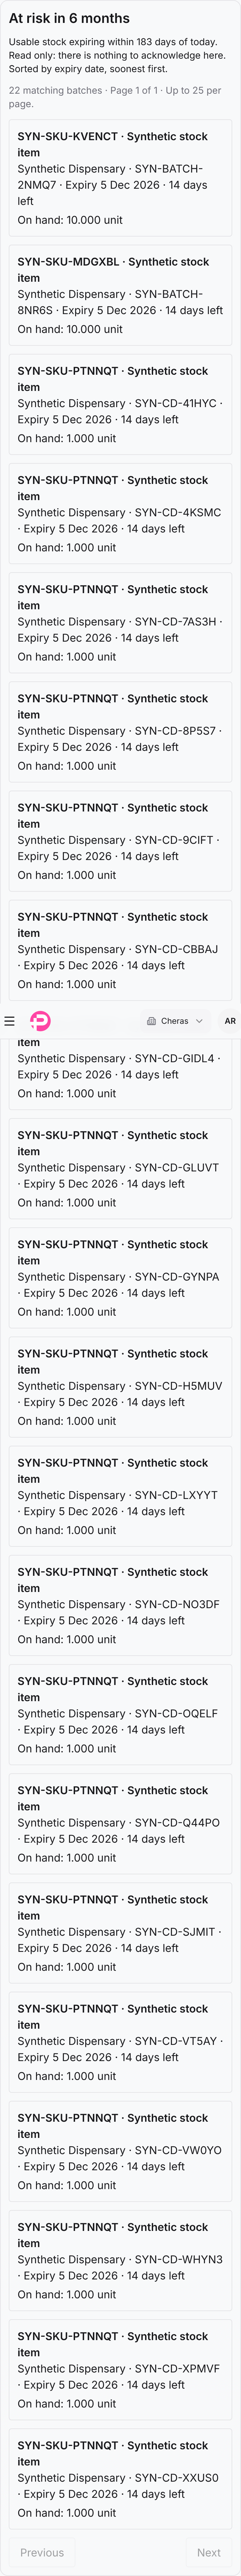 At risk in 6 months
Usable stock expiring within 183 days of today.
Read only: there is nothing to acknowledge here.
Sorted by expiry date, soonest first.
22 matching batches · Page 1 of 1 · Up to 25 per
page.
SYN-SKU-KVENCT · Synthetic stock
item
Synthetic Dispensary · SYN-BATCH-
2NMQ7 · Expiry 5 Dec 2026 · 14 days
left
On hand: 10.000 unit
SYN-SKU-MDGXBL · Synthetic stock
item
Synthetic Dispensary · SYN-BATCH-
8NR6S · Expiry 5 Dec 2026 · 14 days left
On hand: 10.000 unit
SYN-SKU-PTNNQT · Synthetic stock
item
Synthetic Dispensary · SYN-CD-41HYC ·
Expiry 5 Dec 2026 · 14 days left
On hand: 1.000 unit
SYN-SKU-PTNNQT · Synthetic stock
item
Synthetic Dispensary · SYN-CD-4KSMC
· Expiry 5 Dec 2026 · 14 days left
On hand: 1.000 unit
SYN-SKU-PTNNQT · Synthetic stock
item
Synthetic Dispensary · SYN-CD-7AS3H ·
Expiry 5 Dec 2026 · 14 days left
On hand: 1.000 unit
SYN-SKU-PTNNQT · Synthetic stock
item
Synthetic Dispensary · SYN-CD-8P5S7 ·
Expiry 5 Dec 2026 · 14 days left
On hand: 1.000 unit
SYN-SKU-PTNNQT · Synthetic stock
item
Synthetic Dispensary · SYN-CD-9CIFT ·
Expiry 5 Dec 2026 · 14 days left
On hand: 1.000 unit
SYN-SKU-PTNNQT · Synthetic stock
item
Synthetic Dispensary · SYN-CD-CBBAJ
· Expiry 5 Dec 2026 · 14 days left
On hand: 1.000 unit
Cheras
AR
item
Synthetic Dispensary · SYN-CD-GIDL4 ·
Expiry 5 Dec 2026 · 14 days left
On hand: 1.000 unit
SYN-SKU-PTNNQT · Synthetic stock
item
Synthetic Dispensary · SYN-CD-GLUVT
· Expiry 5 Dec 2026 · 14 days left
On hand: 1.000 unit
SYN-SKU-PTNNQT · Synthetic stock
item
Synthetic Dispensary · SYN-CD-GYNPA
· Expiry 5 Dec 2026 · 14 days left
On hand: 1.000 unit
SYN-SKU-PTNNQT · Synthetic stock
item
Synthetic Dispensary · SYN-CD-H5MUV
· Expiry 5 Dec 2026 · 14 days left
On hand: 1.000 unit
SYN-SKU-PTNNQT · Synthetic stock
item
Synthetic Dispensary · SYN-CD-LXYYT
· Expiry 5 Dec 2026 · 14 days left
On hand: 1.000 unit
SYN-SKU-PTNNQT · Synthetic stock
item
Synthetic Dispensary · SYN-CD-NO3DF
· Expiry 5 Dec 2026 · 14 days left
On hand: 1.000 unit
SYN-SKU-PTNNQT · Synthetic stock
item
Synthetic Dispensary · SYN-CD-OQELF
· Expiry 5 Dec 2026 · 14 days left
On hand: 1.000 unit
SYN-SKU-PTNNQT · Synthetic stock
item
Synthetic Dispensary · SYN-CD-Q44PO
· Expiry 5 Dec 2026 · 14 days left
On hand: 1.000 unit
SYN-SKU-PTNNQT · Synthetic stock
item
Synthetic Dispensary · SYN-CD-SJMIT ·
Expiry 5 Dec 2026 · 14 days left
On hand: 1.000 unit
SYN-SKU-PTNNQT · Synthetic stock
item
Synthetic Dispensary · SYN-CD-VT5AY ·
Expiry 5 Dec 2026 · 14 days left
On hand: 1.000 unit
SYN-SKU-PTNNQT · Synthetic stock
item
Synthetic Dispensary · SYN-CD-VW0YO
· Expiry 5 Dec 2026 · 14 days left
On hand: 1.000 unit
SYN-SKU-PTNNQT · Synthetic stock
item
Synthetic Dispensary · SYN-CD-WHYN3
· Expiry 5 Dec 2026 · 14 days left
On hand: 1.000 unit
SYN-SKU-PTNNQT · Synthetic stock
item
Synthetic Dispensary · SYN-CD-XPMVF
· Expiry 5 Dec 2026 · 14 days left
On hand: 1.000 unit
SYN-SKU-PTNNQT · Synthetic stock
item
Synthetic Dispensary · SYN-CD-XXUS0
· Expiry 5 Dec 2026 · 14 days left
On hand: 1.000 unit
Previous
Next